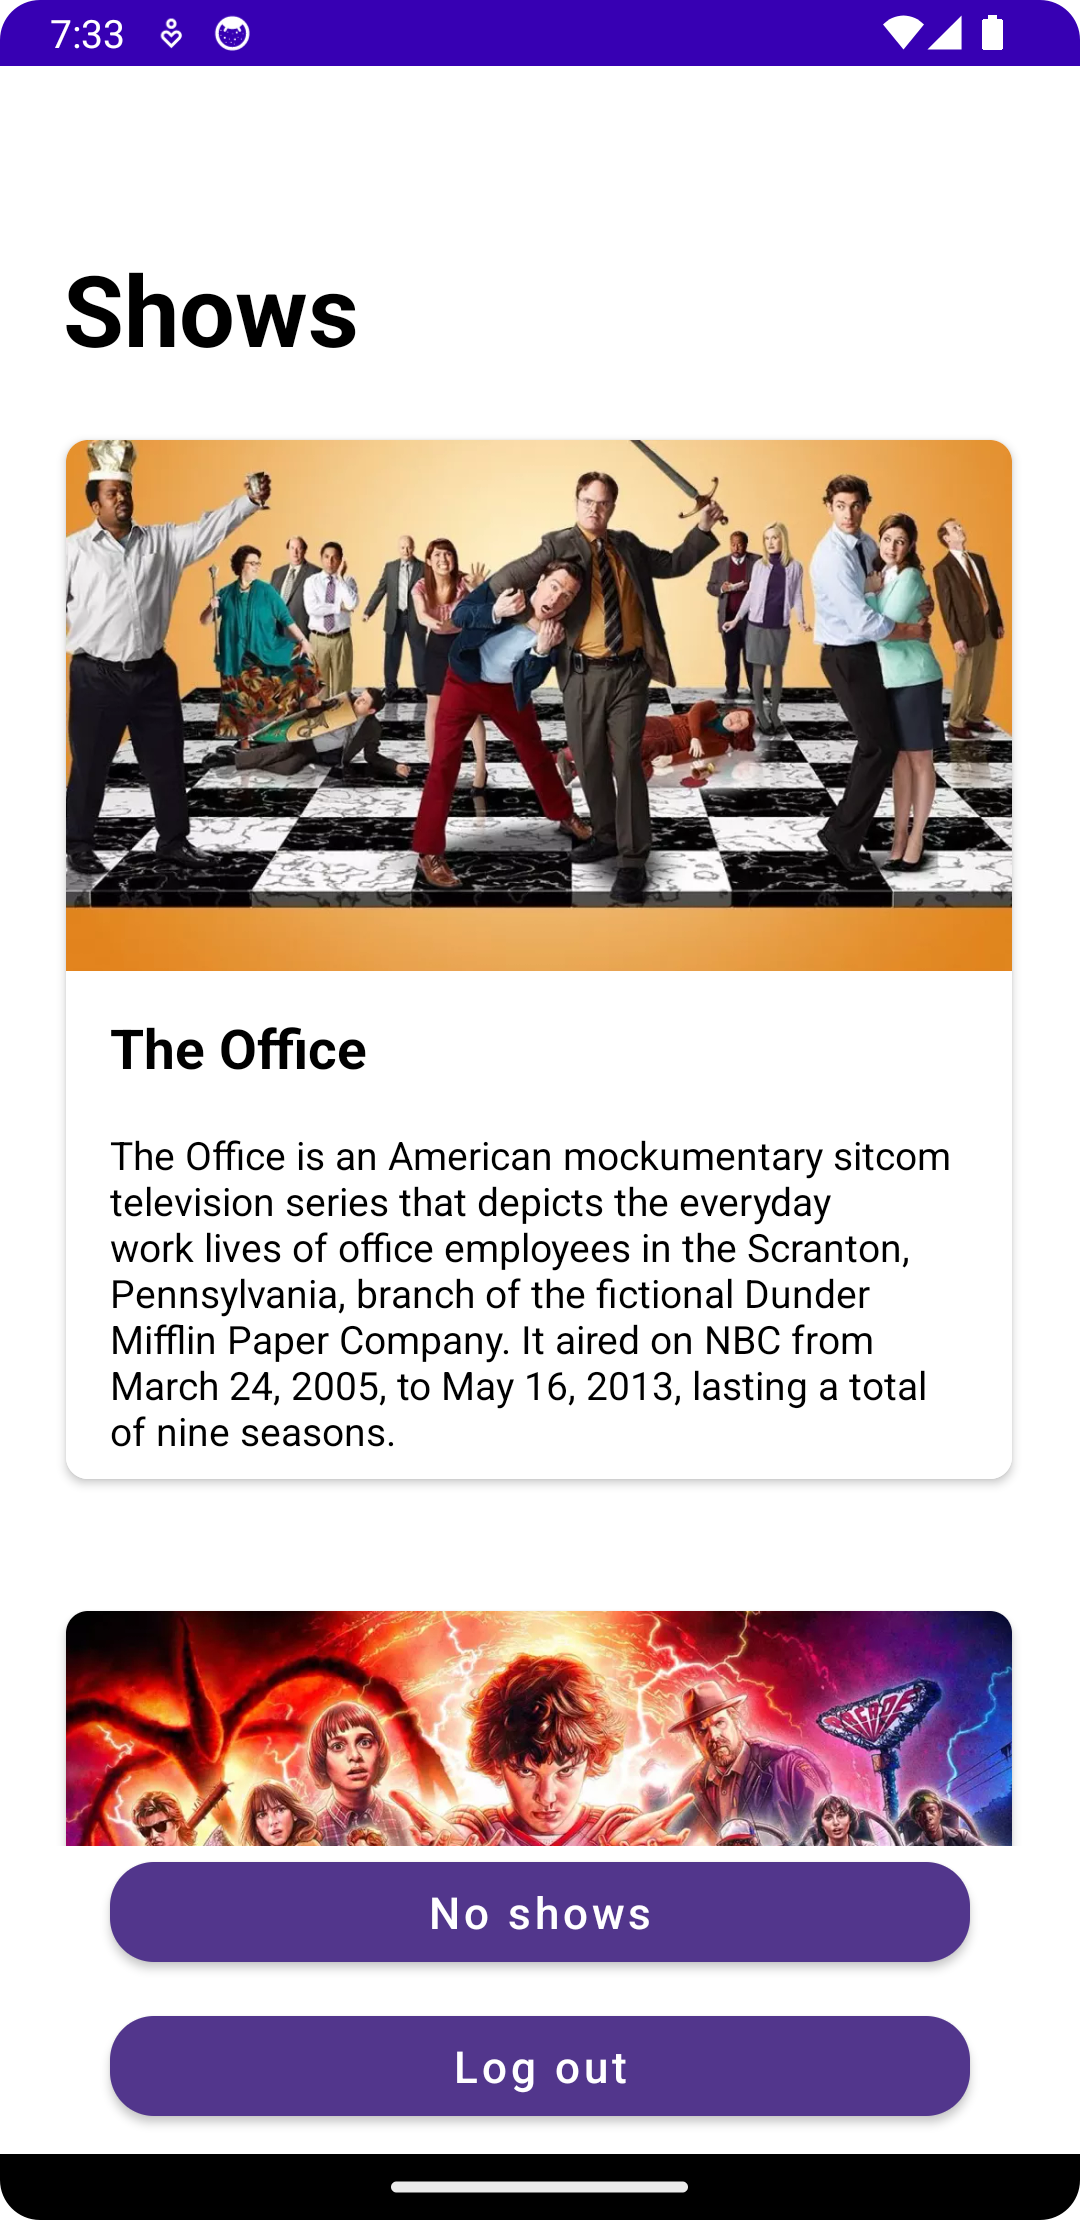 7:33
Shows
The Office
The Office is an American mockumentary sitcom
television series that depicts the everyday
work lives of office employees in the Scranton,
Pennsylvania, branch of the fictional Dunder
Mifflin Paper Company. It aired on NBC from
March 24, 2005, to May 16, 2013, lasting a total
of nine seasons.
No shows
Log out